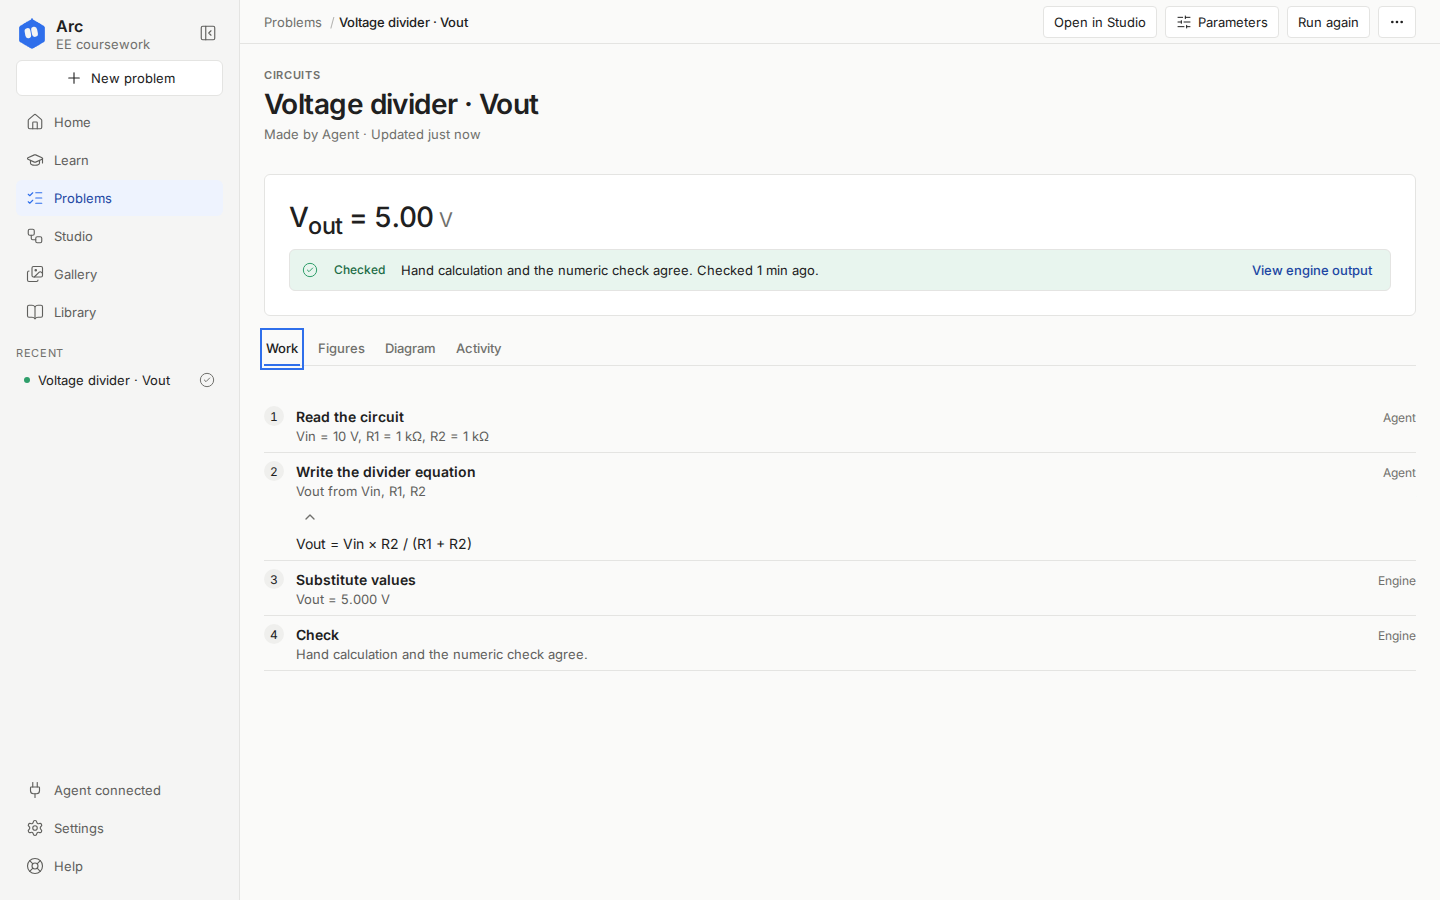 Arc
EE coursework
New problem
Home
Learn
Problems
Studio
Gallery
Library
RECENT
Voltage divider · Vout
Agent connected
Settings
Help
Problems / Voltage divider · Vout
Open in Studio
Parameters
Run again
CIRCUITS
Voltage divider · Vout
Made by Agent · Updated just now
Vout = 5.00 V
Checked Hand calculation and the numeric check agree. Checked 1 min ago. View engine output
Work Figures Diagram Activity
1 Read the circuit Agent
Vin = 10 V, R1 = 1 kΩ, R2 = 1 kΩ
2 Write the divider equation Agent
Vout from Vin, R1, R2
Vout = Vin × R2 / (R1 + R2)
3 Substitute values Engine
Vout = 5.000 V
4 Check Engine
Hand calculation and the numeric check agree.